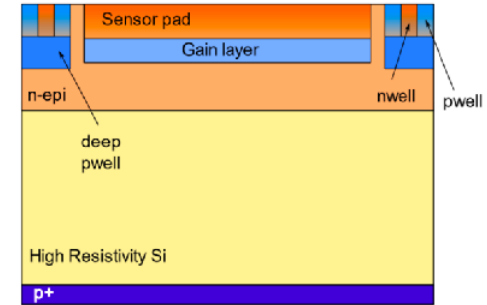 Sensor pad
Gain layer
n-epi
nwell
pwell
deep
pwell
High Resistivity Si
p+